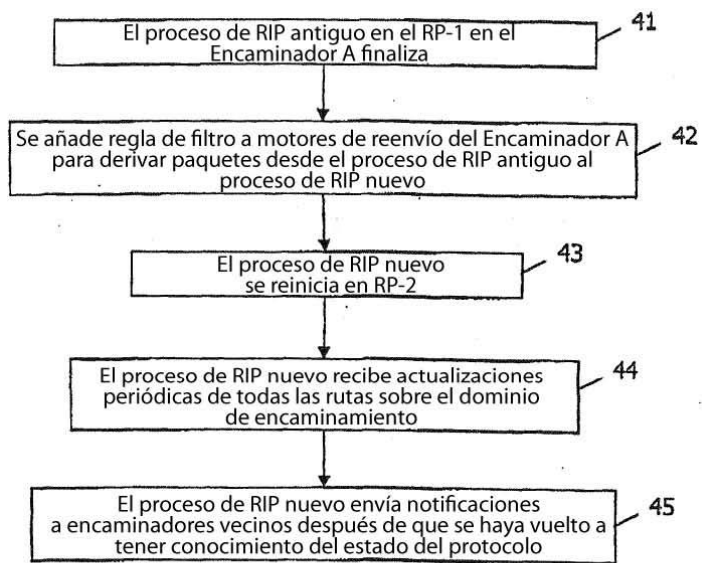 El proceso de RIP antiguo en el RP-1 en el
Encaminador A finaliza
41
Se añade regla de filtro a motores de reenvío del Encaminador A
para derivar paquetes desde el proceso de RIP antiguo al
proceso de RIP nuevo
42
El proceso de RIP nuevo
se reinicia en RP-2
43
El proceso de RIP nuevo recibe actualizaciones
periódicas de todas las rutas sobre el dominio
de encaminamiento
44
El proceso de RIP nuevo envía notificaciones
a encaminadores vecinos después de que se haya vuelto a
tener conocimiento del estado del protocolo
45